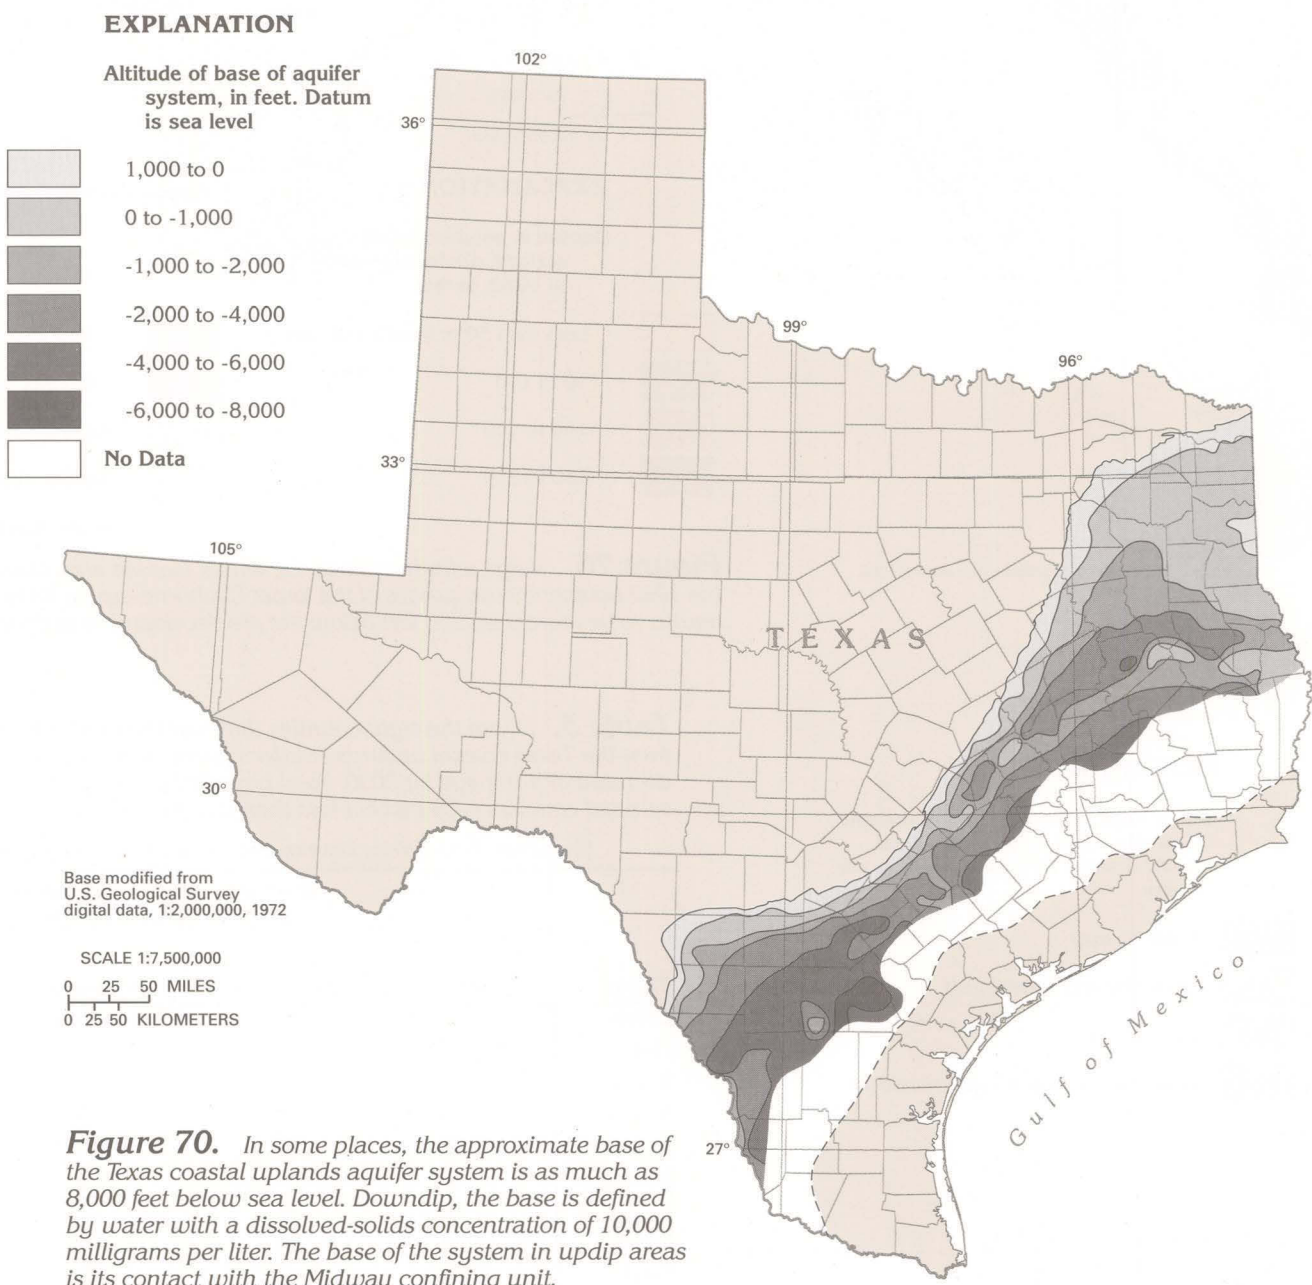 EXPLANATION
Altitude of base of aquifer
system, in feet. Datum
is sea level
1,000 to 0
0 to -1,000
-1,000 to -2,000
-2,000 to -4,000
-4,000 to -6,000
-6,000 to -8,000
No Data
102°
36°
99°
96°
33°
105°
TEXAS
30°
27°
Gulf of Mexico
Base modified from
U.S. Geological Survey
digital data, 1:2,000,000, 1972
SCALE 1:7,500,000
0 25 50 MILES
0 25 50 KILOMETERS
Figure 70. In some places, the approximate base of
the Texas coastal uplands aquifer system is as much as
8,000 feet below sea level. Downdip, the base is defined
by water with a dissolved-solids concentration of 10,000
milligrams per liter. The base of the system in updip areas
is its contact with the Midway confining unit.